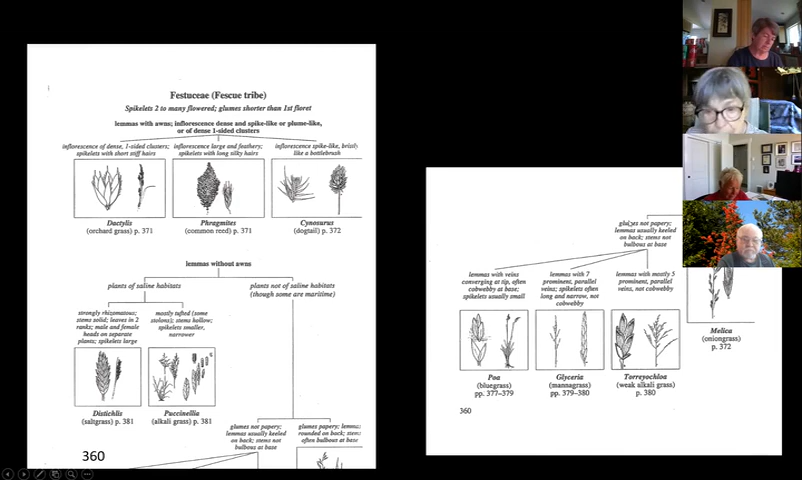 Festuceae (Fescue tribe)
Spikelets 2 to many flowered; glumes shorter than 1st floret
lemmas with awns; inflorescence dense and spike-like or plume-like,
or of dense 1-sided clusters
inflorescence of dense, 1-sided clusters;
spikelets with short stiff hairs
inflorescence large and feathery;
spikelets with long silky hairs
inflorescence spike-like, bristly
like a bottlebrush
Dactylis
(orchard grass) p. 371
Phragmites
(common reed) p. 371
Cynosurus
(dogtail) p. 372
lemmas without awns
plants of saline habitats
plants not of saline habitats
(though some are maritime)
strongly rhizomatous;
stems solid; leaves in 2
ranks; male and female
heads on separate
plants; spikelets large
mostly tufted (some
stolons); stems hollow;
spikelets smaller,
narrower
Distichlis
(saltgrass) p. 381
Puccinellia
(alkali grass) p. 381
glumes not papery;
lemmas usually keeled
on back; stems not
bulbous at base
glumes papery; lemmas
rounded on back; stems
often bulbous at base
360
glumes not papery;
lemmas usually keeled
on back; stems not
bulbous at base
lemmas with veins
converging at tip, often
cobwebby at base;
spikelets usually small
lemmas with 7
prominent, parallel
veins; spikelets often
long and narrow, not
cobwebby
lemmas with mostly 5
prominent, parallel
veins, not cobwebby
Poa
(bluegrass)
pp. 377–379
Glyceria
(mannagrass)
pp. 379–380
Torreyochloa
(weak alkali grass)
p. 380
Melica
(oniongrass)
p. 372
360